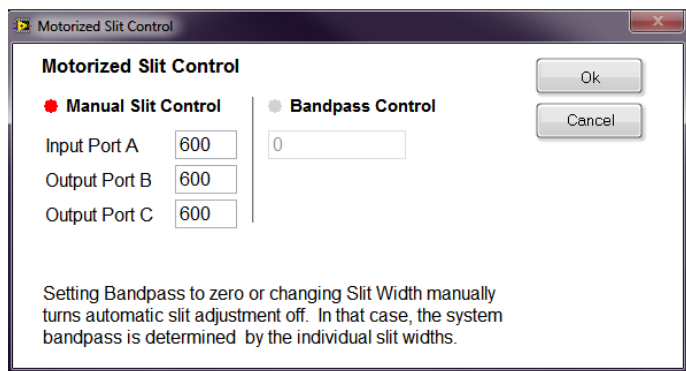 Motorized Slit Control
Motorized Slit Control
Ok
Manual Slit Control
Bandpass Control
Cancel
Input Port A 600
0
Output Port B 600
Output Port C 600
Setting Bandpass to zero or changing Slit Width manually
turns automatic slit adjustment off. In that case, the system
bandpass is determined by the individual slit widths.